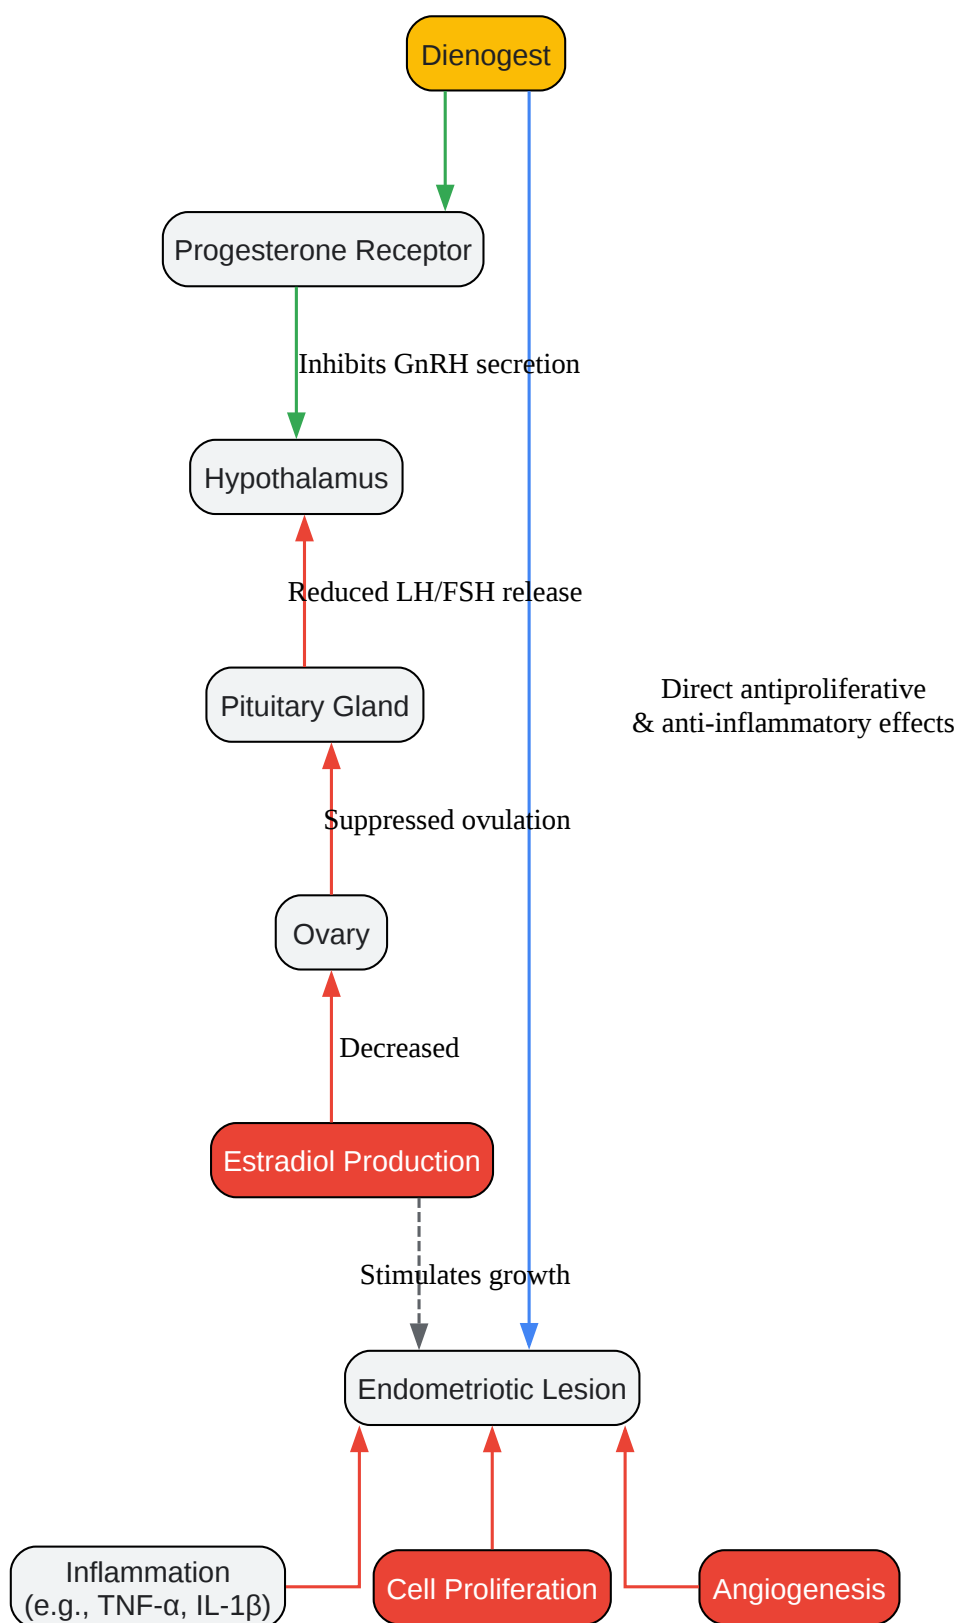 Dienogest
Progesterone Receptor
Inhibits GnRH secretion
Hypothalamus
Reduced LH/FSH release
Pituitary Gland
Direct antiproliferative
& anti-inflammatory effects
Suppressed ovulation
Ovary
Decreased
Estradiol Production
Stimulates growth
Endometriotic Lesion
Inflammation
(e.g., TNF-α, IL-1β)
Cell Proliferation
Angiogenesis